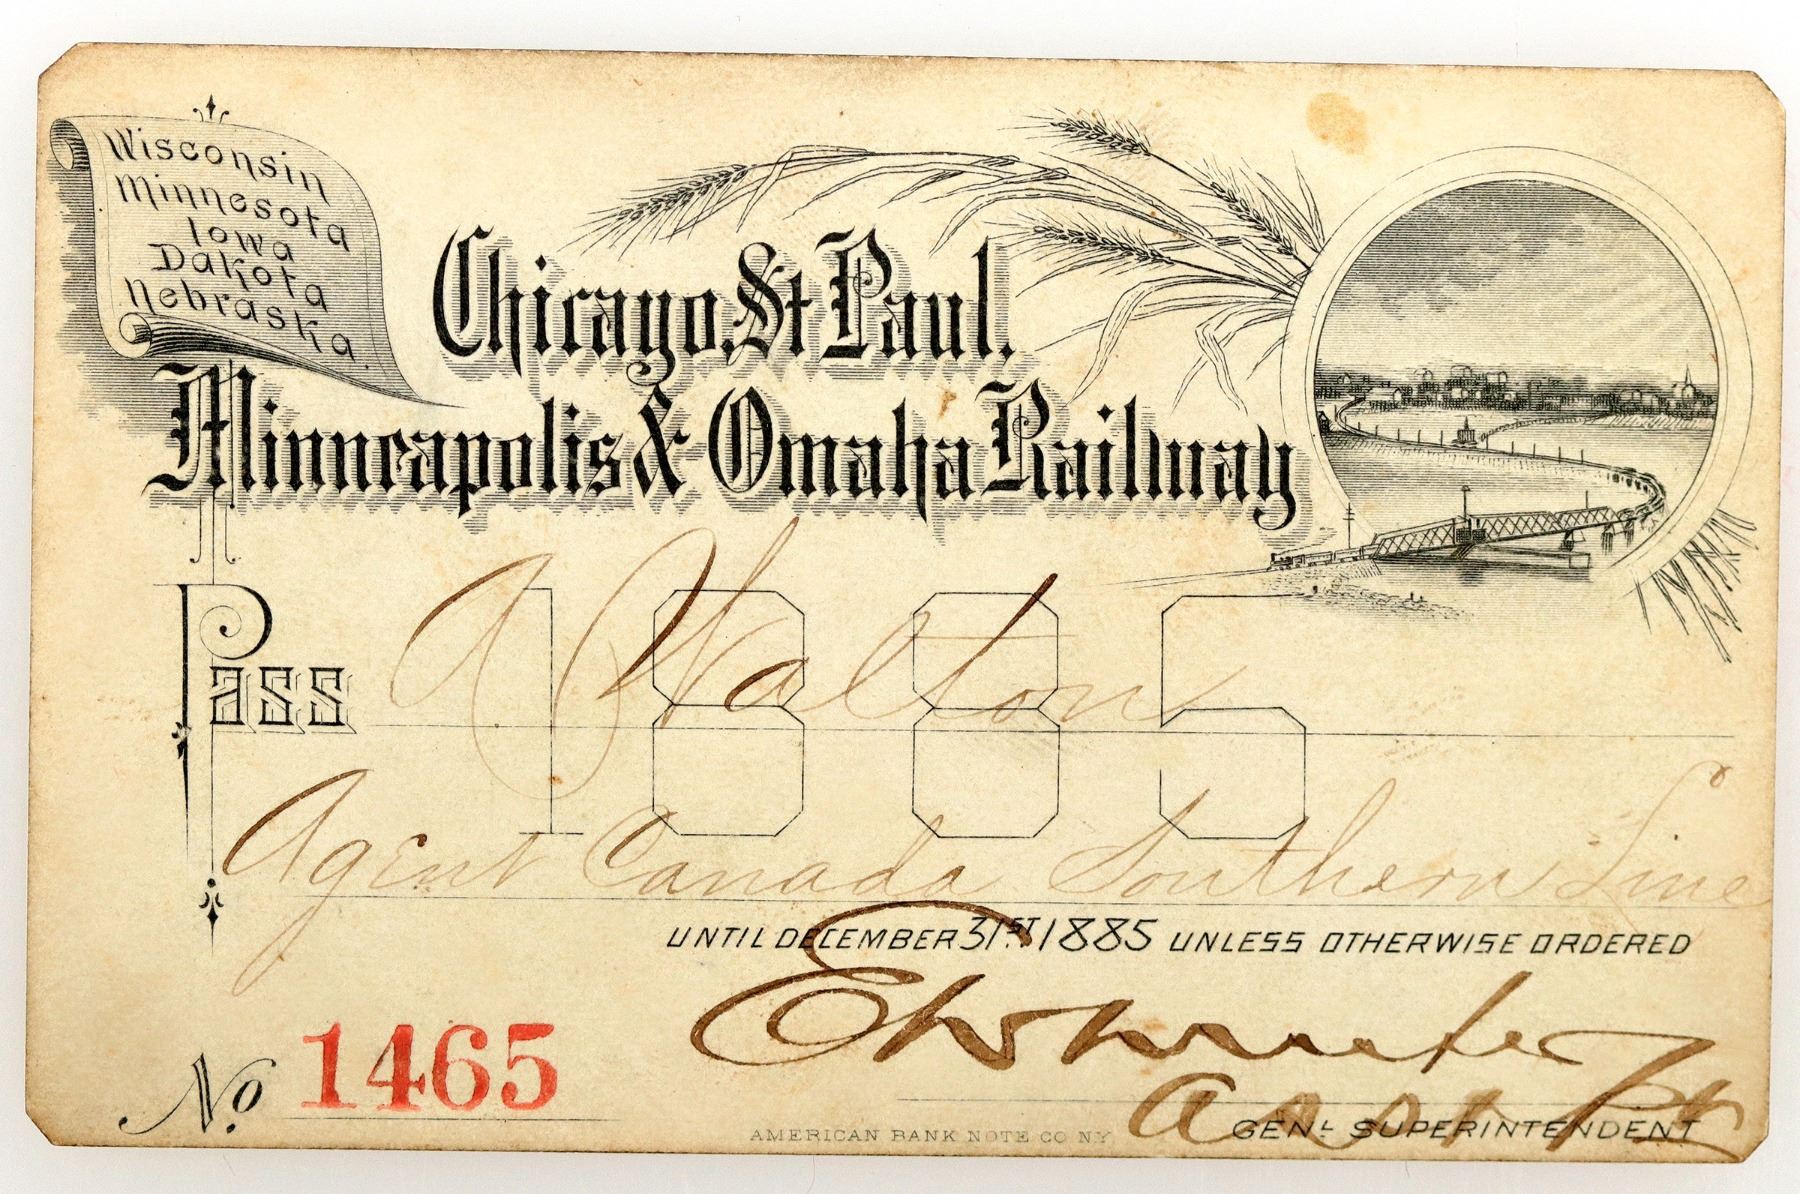 Wisconsin
Minnesota
Iowa
Dakota
Nebraska.
Chicago, St Paul,
Minneapolis & Omaha Railway
1885
Pass A Walton
Agent Canada Southern Line
UNTIL DECEMBER 31ST 1885 UNLESS OTHERWISE ORDERED
No. 1465
GENL SUPERINTENDENT
AMERICAN BANK NOTE CO NY